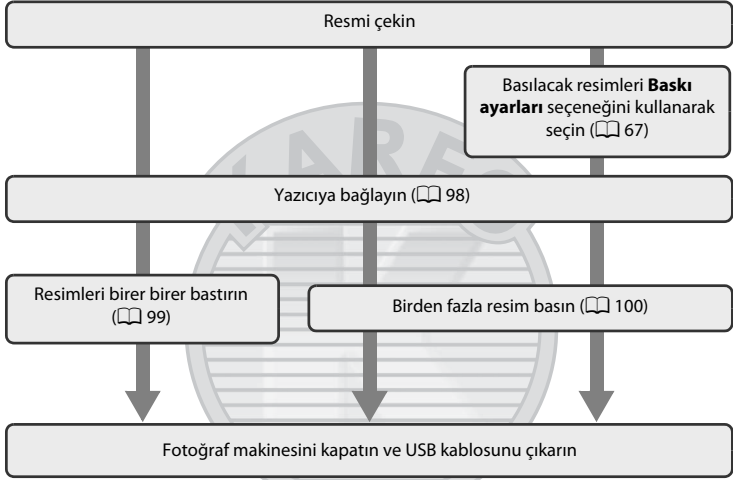 Resmi çekin
Basılacak resimleri Baskı
ayarları seçeneğini kullanarak
seçin (67)
Yazıcıya bağlayın (98)
Resimleri birer birer bastırın
(99)
Birden fazla resim basın (100)
Fotoğraf makinesini kapatın ve USB kablosunu çıkarın